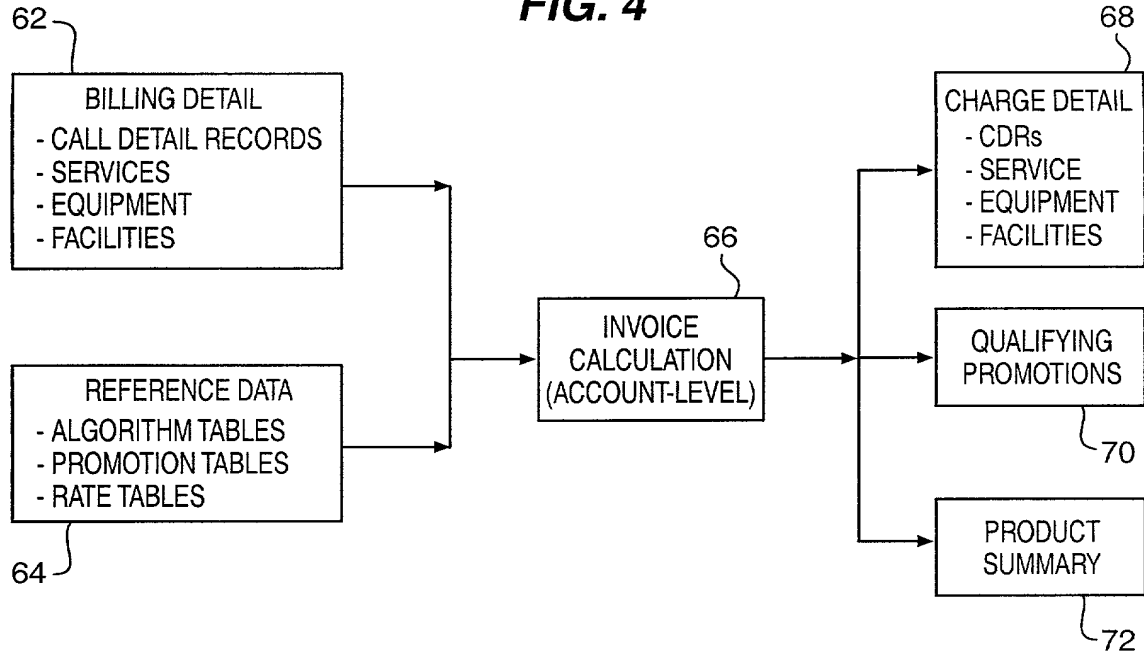 FIG. 4
62
BILLING DETAIL
- CALL DETAIL RECORDS
- SERVICES
- EQUIPMENT
- FACILITIES
REFERENCE DATA
- ALGORITHM TABLES
- PROMOTION TABLES
- RATE TABLES
64
66
INVOICE
CALCULATION
(ACCOUNT-LEVEL)
68
CHARGE DETAIL
- CDRs
- SERVICE
- EQUIPMENT
- FACILITIES
QUALIFYING
PROMOTIONS
70
PRODUCT
SUMMARY
72